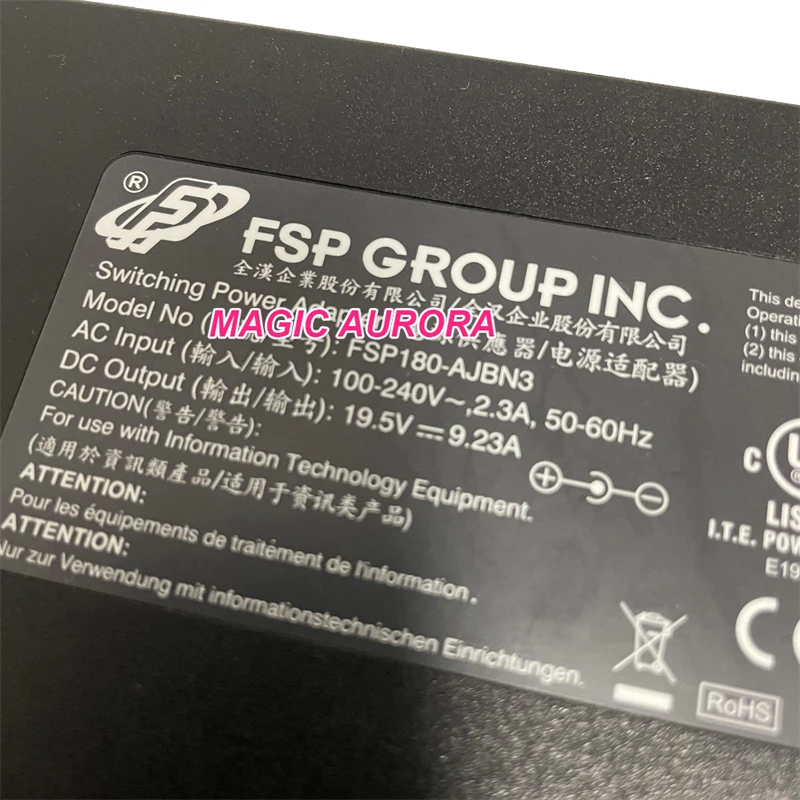 ®
FSP
FSP GROUP INC.
全漢企業股份有限公司/全汉企业股份有限公司
Switching Power Adap 供應器/电源适配器)
MAGIC AURORA
Model No ( 号): FSP180-AJBN3
AC Input (輸入/输入): 100-240V~,2.3A, 50-60Hz
DC Output (輸出/输出): 19.5V⎓9.23A
CAUTION(警告/警告):
For use with Information Technology Equipment.
(適用於資訊類產品/适用于资讯类产品)
ATTENTION:
Pour les équipements de traitement de l'information.
ATTENTION:
Nur zur Verwendung mit informationstechnischen Einrichtungen.
This de
Operati
(1) this
(2) this
includin
C UL
®
LIS
I.T.E. POW
E19
CE
RoHS